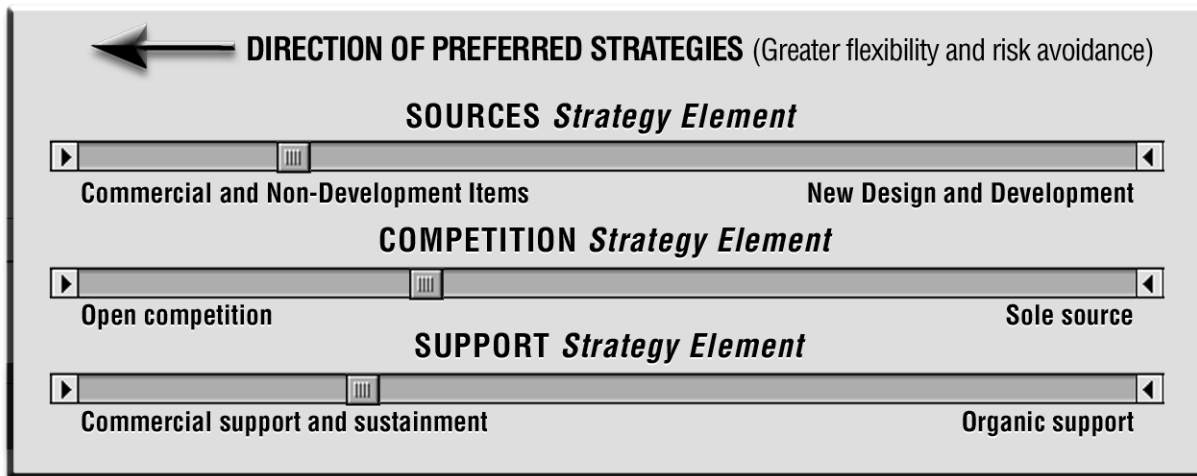 DIRECTION OF PREFERRED STRATEGIES (Greater flexibility and risk avoidance)
SOURCES Strategy Element
Commercial and Non-Development Items New Design and Development
COMPETITION Strategy Element
Open competition Sole source
SUPPORT Strategy Element
Commercial support and sustainment Organic support